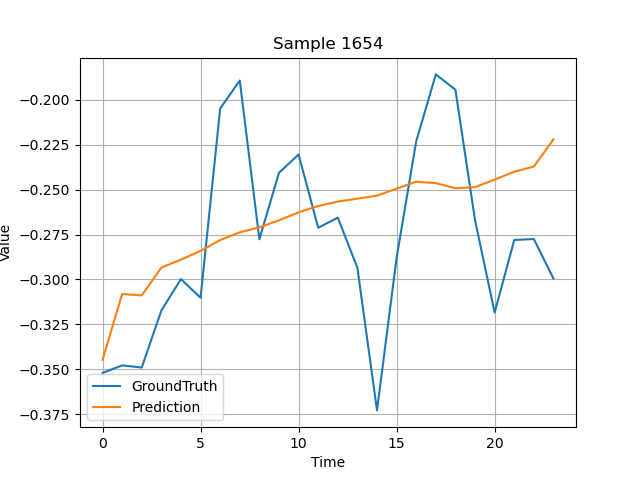 Sample 1654
−0.200
−0.225
−0.250
−0.275
−0.300
−0.325
−0.350
−0.375
Value
GroundTruth
Prediction
0 5 10 15 20
Time